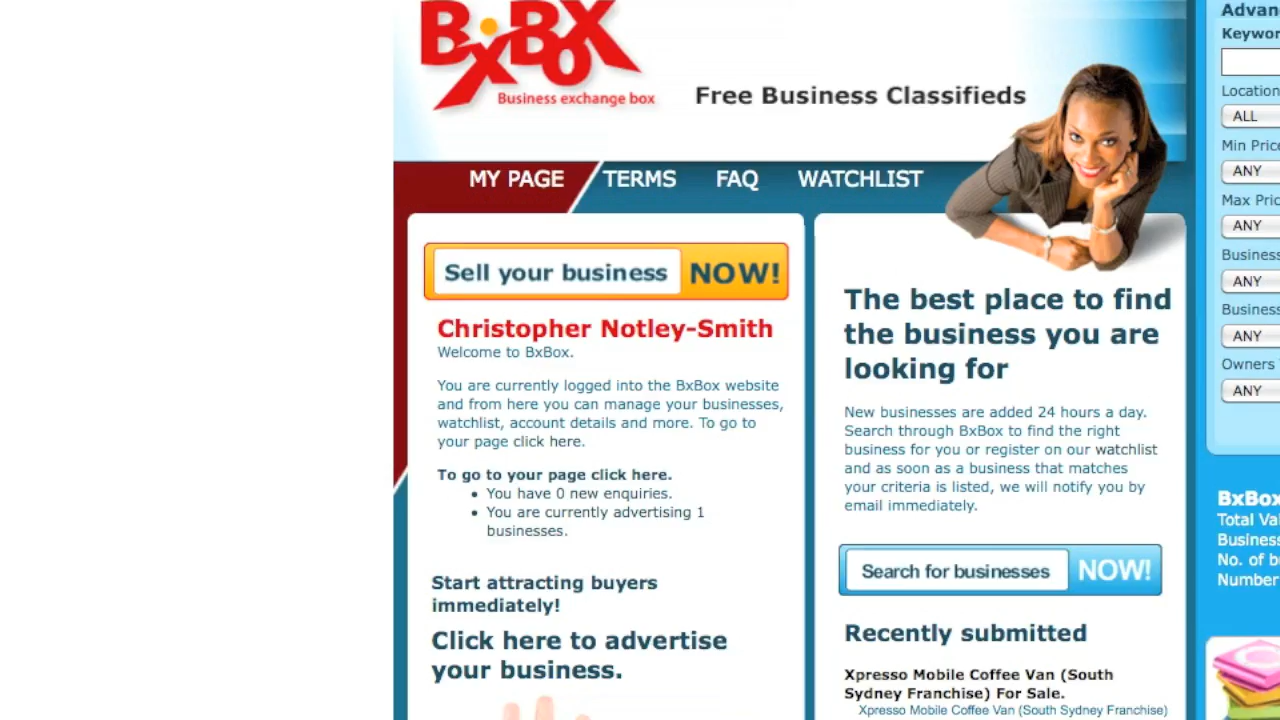 BxBox
Business exchange box
Free Business Classifieds
MY PAGE
TERMS
FAQ
WATCHLIST
Sell your business NOW!
Christopher Notley-Smith
Welcome to BxBox.
You are currently logged into the BxBox website
and from here you can manage your businesses,
watchlist, account details and more. To go to
your page click here.
To go to your page click here.
• You have 0 new enquiries.
• You are currently advertising 1
businesses.
Start attracting buyers
immediately!
Click here to advertise
your business.
The best place to find
the business you are
looking for
New businesses are added 24 hours a day.
Search through BxBox to find the right
business for you or register on our watchlist
and as soon as a business that matches
your criteria is listed, we will notify you by
email immediately.
Search for businesses NOW!
Recently submitted
Xpresso Mobile Coffee Van (South
Sydney Franchise) For Sale.
Xpresso Mobile Coffee Van (South Sydney Franchise)
Location
ALL
Min
ANY
Max
ANY
Business
ANY
Business
ANY
Owners
ANY
BxBox
Total
Business
No. of
Number